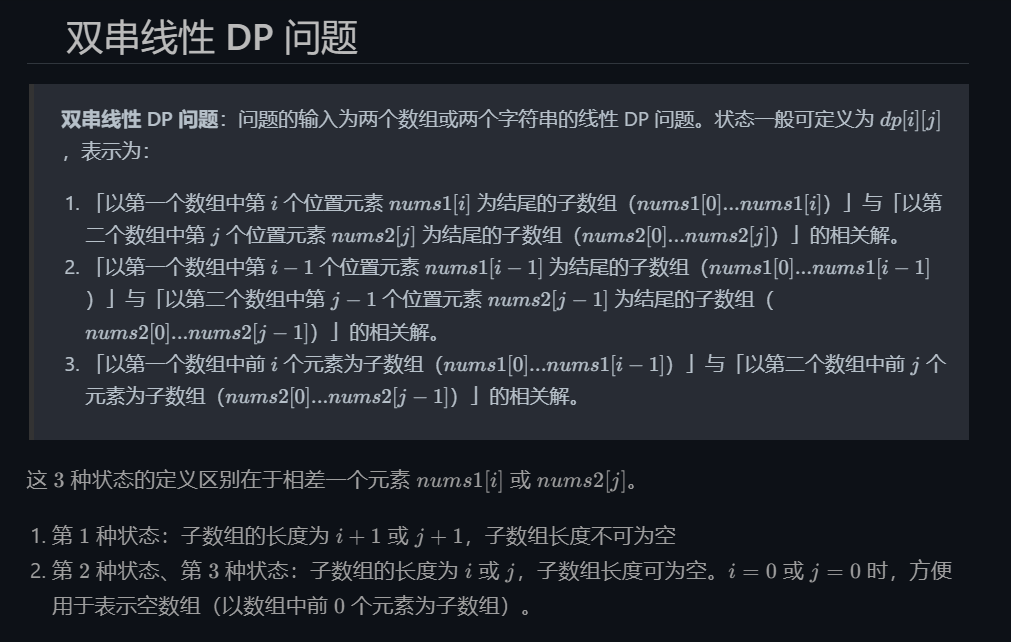 双串线性 DP 问题
双串线性 DP 问题：问题的输入为两个数组或两个字符串的线性 DP 问题。状态一般可定义为 dp[i][j]
，表示为：
1. 「以第一个数组中第 i 个位置元素 nums1[i] 为结尾的子数组（nums1[0]...nums1[i]）」与「以第
二个数组中第 j 个位置元素 nums2[j] 为结尾的子数组（nums2[0]...nums2[j]）」的相关解。
2. 「以第一个数组中第 i − 1 个位置元素 nums1[i − 1] 为结尾的子数组（nums1[0]...nums1[i − 1]
）」与「以第二个数组中第 j − 1 个位置元素 nums2[j − 1] 为结尾的子数组（
nums2[0]...nums2[j − 1]）」的相关解。
3. 「以第一个数组中前 i 个元素为子数组（nums1[0]...nums1[i − 1]）」与「以第二个数组中前 j 个
元素为子数组（nums2[0]...nums2[j − 1]）」的相关解。
这 3 种状态的定义区别在于相差一个元素 nums1[i] 或 nums2[j]。
1. 第 1 种状态：子数组的长度为 i + 1 或 j + 1，子数组长度不可为空
2. 第 2 种状态、第 3 种状态：子数组的长度为 i 或 j，子数组长度可为空。i = 0 或 j = 0 时，方便
用于表示空数组（以数组中前 0 个元素为子数组）。